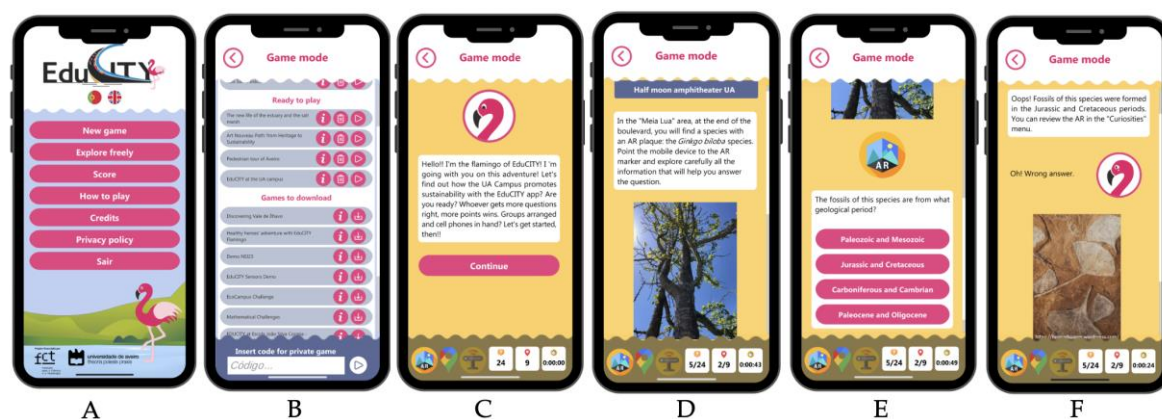 EduCITY
New game
Explore freely
Score
How to play
Credits
Privacy policy
Sair
fct
universidade de aveiro
A
Game mode
Ready to play
The new life of the estuary and the salt
marsh
Art Nouveau Path: from Heritage to
Sustainability
Pedestrian tour of Aveiro
EduCITY at the UA campus
Games to download
Discovering Vale de Ílhavo
Healthy heroes' adventure with EduCITY
Flamingo
EduCITY Sensors Demo
EcoCampus Challenge
Mathematical Challenges
Insert code for private game
Código...
B
Game mode
Hello!! I'm the flamingo of EduCITY! I 'm
going with you on this adventure! Let's
find out how the UA Campus promotes
sustainability with the EduCITY app? Are
you ready? Whoever gets more questions
right, more points wins. Groups arranged
and cell phones in hand? Let's get started,
then!!
Continue
AR
24
9
0:00:00
C
Game mode
Half moon amphitheater UA
In the "Meia Lua" area, at the end of the
boulevard, you will find a species with
an AR plaque: the Ginkgo biloba species.
Point the mobile device to the AR
marker and explore carefully all the
information that will help you answer
the question.
AR
5/24
2/9
0:00:43
D
Game mode
AR
The fossils of this species are from what
geological period?
Paleozoic and Mesozoic
Jurassic and Cretaceous
Carboniferous and Cambrian
Paleocene and Oligocene
AR
5/24
2/9
0:00:49
E
Game mode
Oops! Fossils of this species were formed
in the Jurassic and Cretaceous periods.
You can review the AR in the "Curiosities"
menu.
Oh! Wrong answer.
AR
5/24
2/9
0:00:24
F